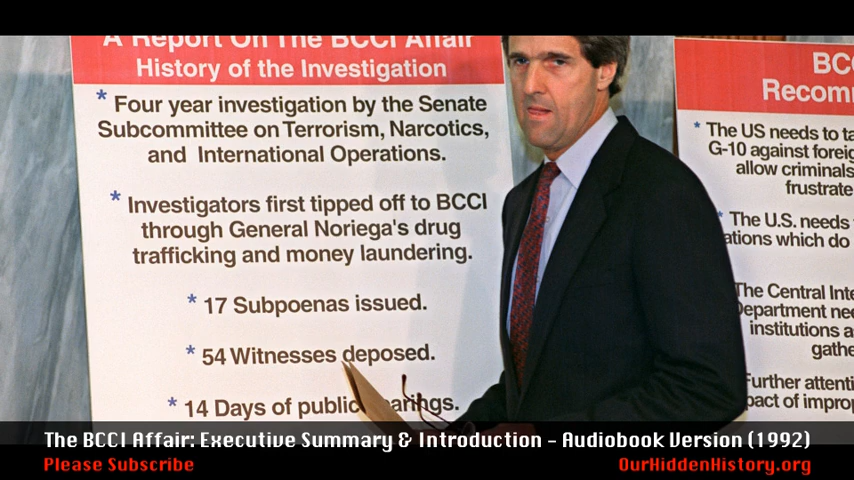 A Report On The BCCI Affair
History of the Investigation
* Four year investigation by the Senate
Subcommittee on Terrorism, Narcotics,
and International Operations.
* Investigators first tipped off to BCCI
through General Noriega's drug
trafficking and money laundering.
* 17 Subpoenas issued.
* 54 Witnesses deposed.
* 14 Days of public
BCC
Recom
* The US needs to ta
G-10 against foreig
allow criminals
frustrate
* The U.S. needs
ations which do
The Central Inte
Department nee
institutions a
gathe
Further attenti
pact of improp
The BCCI Affair: Executive Summary & Introduction - Audiobook Version (1992)
Please Subscribe
OurHiddenHistory.org